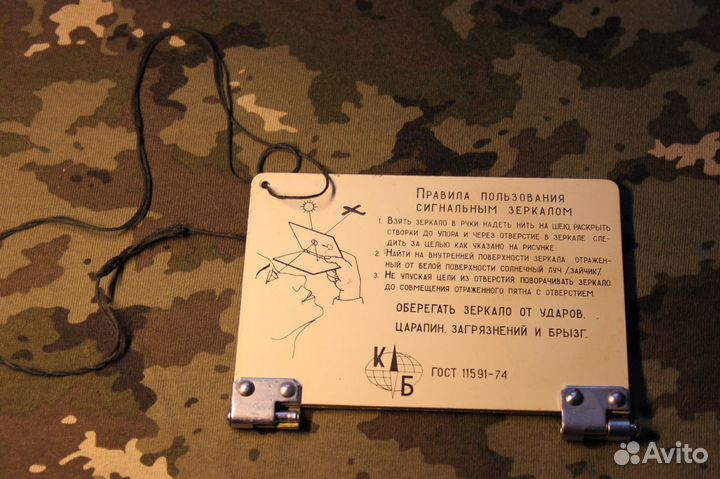 Правила пользования
сигнальным зеркалом
1. Взять зеркало в руки надеть нить на шею, раскрыть
створки до упора и через отверстие в зеркале сле-
дить за целью как указано на рисунке.
2. Найти на внутренней поверхности зеркала отражен-
ный от белой поверхности солнечный луч /зайчик/
3. Не упуская цели из отверстия поворачивать зеркало
до совмещения отраженного пятна с отверстием.
Оберегать зеркало от ударов,
царапин, загрязнений и брызг.
К Б
ГОСТ 11591-74
Avito